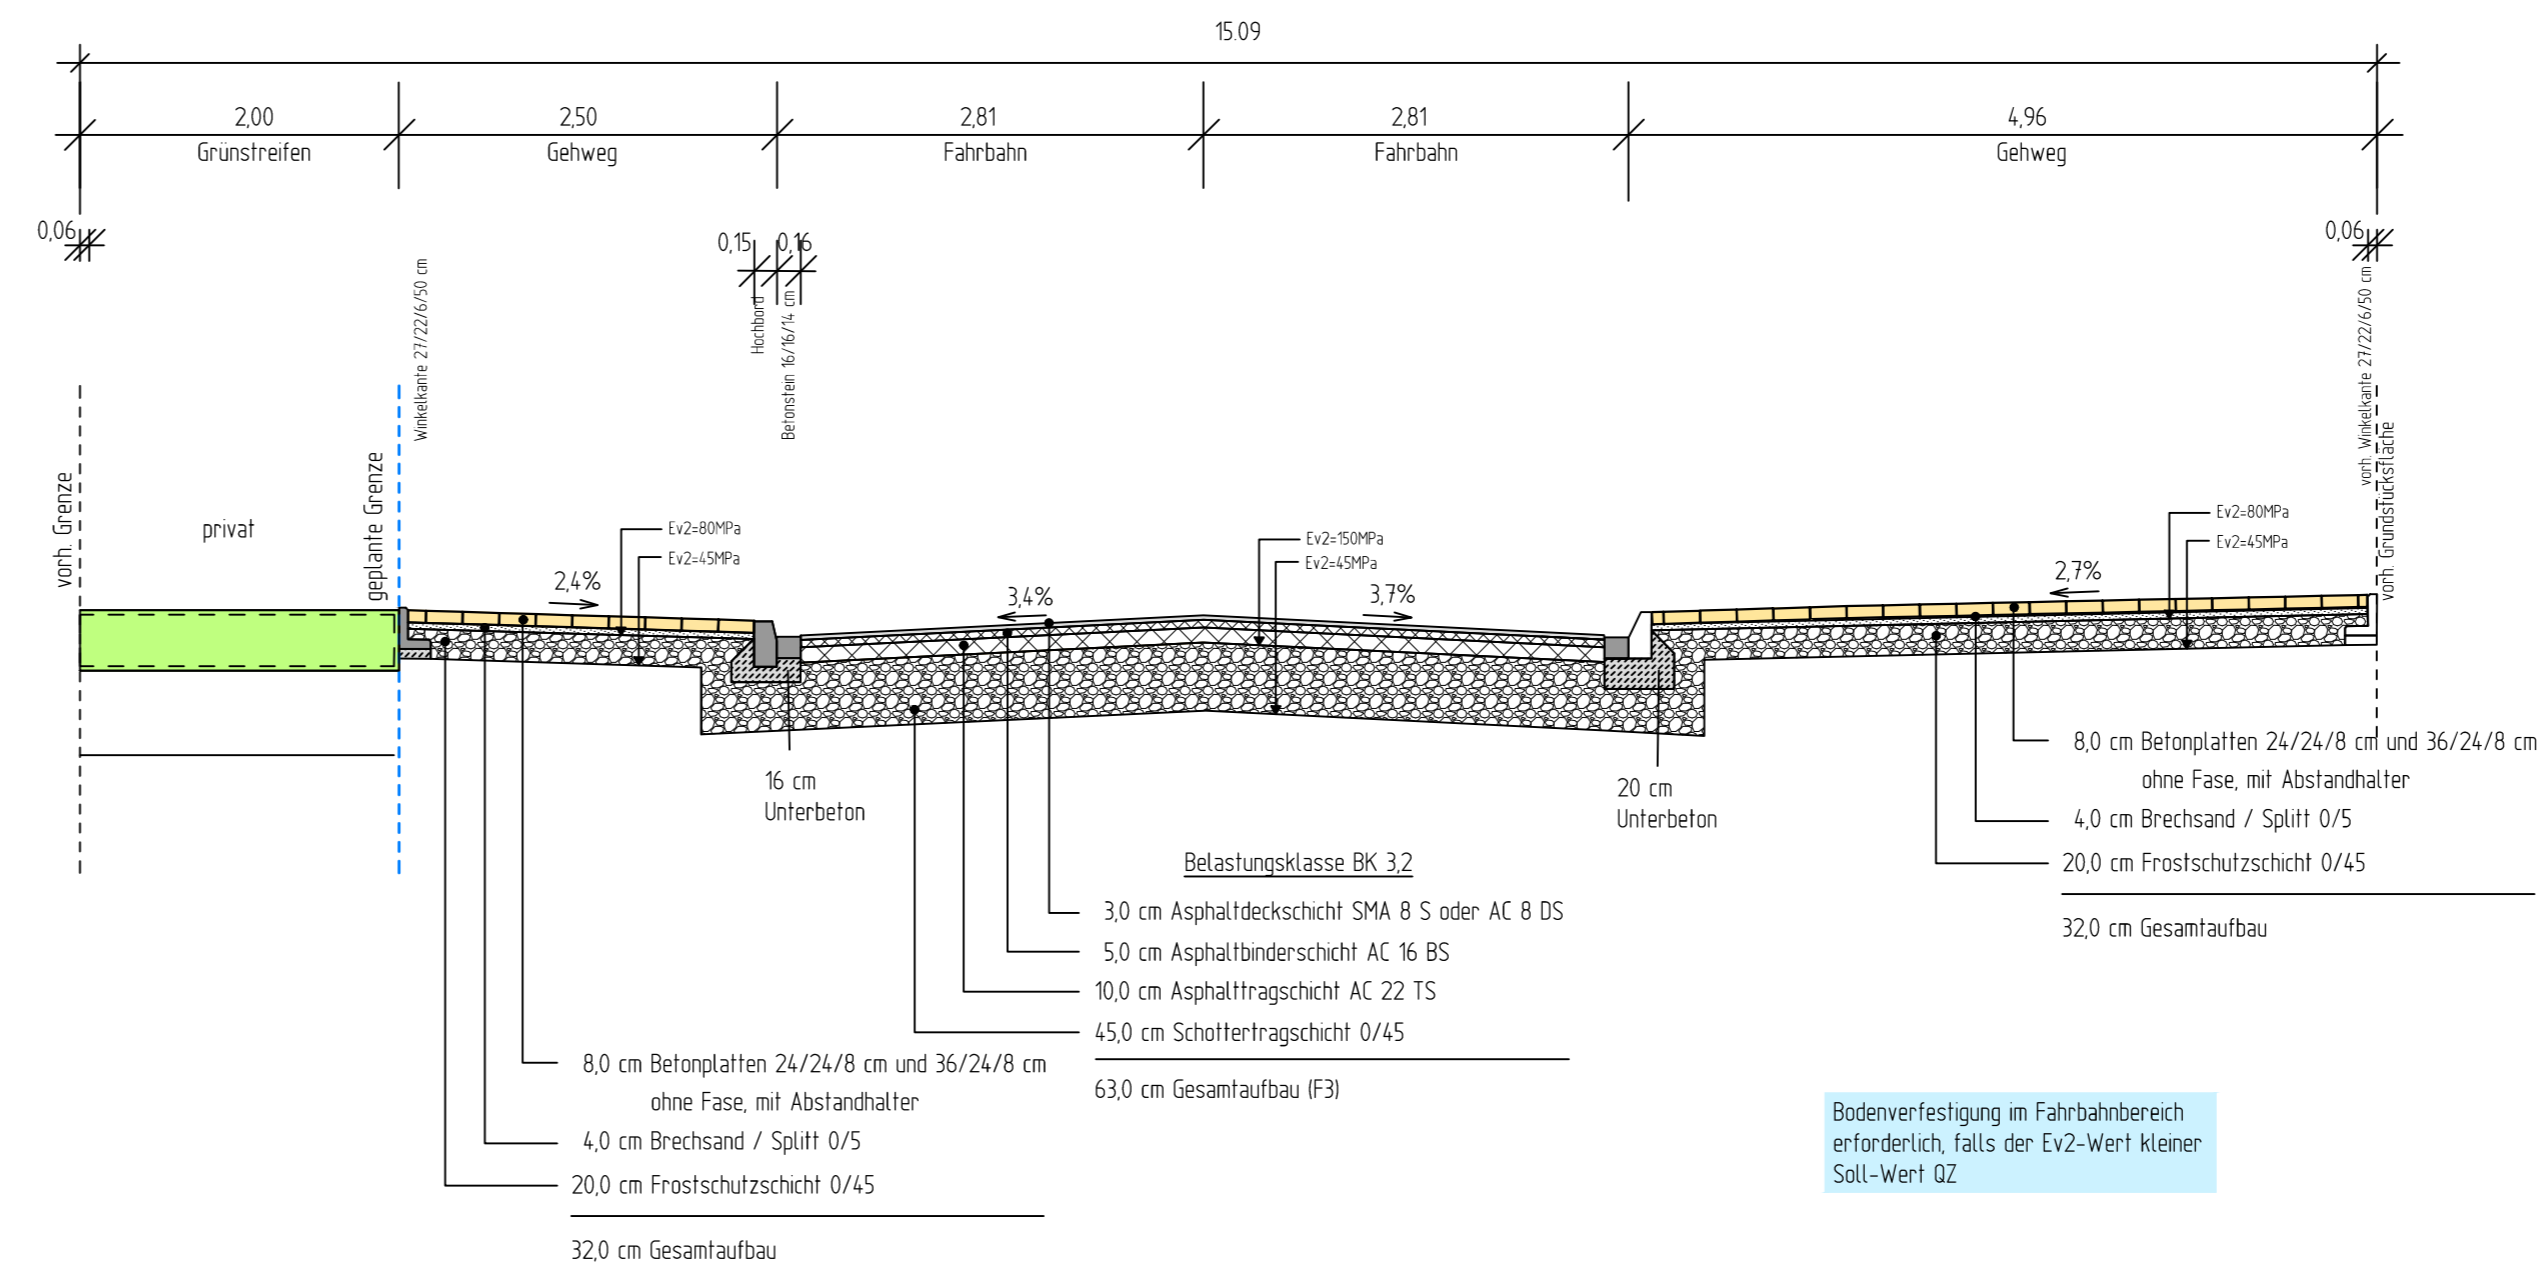 15.09
2,00
2,50
2,81
2,81
4,96
Grünstreifen
Gehweg
Fahrbahn
Fahrbahn
Gehweg
0,06
0,15
0,16
0,06
Winkelkante 27/22/6/50 cm
Hochbord
Betonstein 16/16/14 cm
vorh. Winkelkante 27/22/6/50 cm
vorh. Grundstücksfläche
vorh. Grenze
privat
geplante Grenze
Ev2=80MPa
Ev2=45MPa
Ev2=150MPa
Ev2=45MPa
Ev2=80MPa
Ev2=45MPa
2,4%
3,4%
3,7%
2,7%
16 cm
Unterbeton
20 cm
Unterbeton
8,0 cm Betonplatten 24/24/8 cm und 36/24/8 cm
ohne Fase, mit Abstandhalter
4,0 cm Brechsand / Splitt 0/5
20,0 cm Frostschutzschicht 0/45
32,0 cm Gesamtaufbau
Belastungsklasse BK 3,2
3,0 cm Asphaltdeckschicht SMA 8 S oder AC 8 DS
5,0 cm Asphaltbinderschicht AC 16 BS
10,0 cm Asphalttragschicht AC 22 TS
45,0 cm Schottertragschicht 0/45
63,0 cm Gesamtaufbau (F3)
8,0 cm Betonplatten 24/24/8 cm und 36/24/8 cm
ohne Fase, mit Abstandhalter
4,0 cm Brechsand / Splitt 0/5
20,0 cm Frostschutzschicht 0/45
32,0 cm Gesamtaufbau
Bodenverfestigung im Fahrbahnbereich
erforderlich, falls der Ev2-Wert kleiner
Soll-Wert QZ